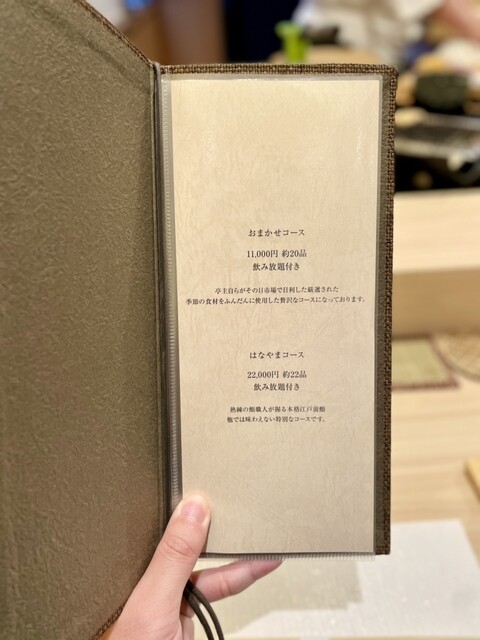 おまかせコース
11,000円 約20品
飲み放題付き
亭主自らがその日市場で目利した厳選された
季節の食材をふんだんに使用した贅沢なコースになっております。
はなやまコース
22,000円 約22品
飲み放題付き
熟練の鮨職人が握る本格江戸前鮨
他では味わえない特別なコースです。